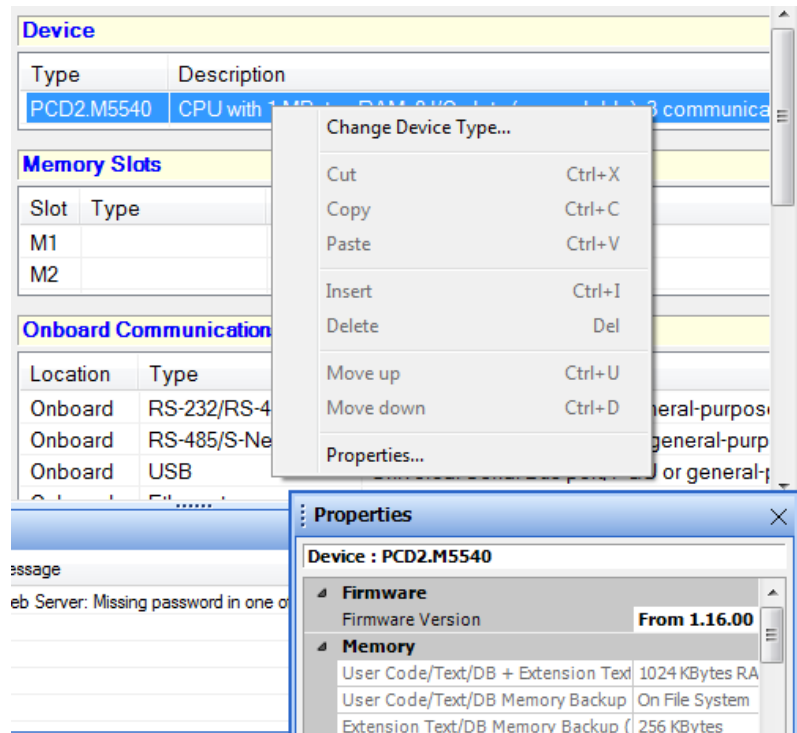 Device
Type Description
PCD2.M5540 CPU with 1 communica
Change Device Type...
Cut Ctrl+X
Copy Ctrl+C
Paste Ctrl+V
Insert Ctrl+I
Delete Del
Move up Ctrl+U
Move down Ctrl+D
Properties...
Memory Slots
Slot Type
M1
M2
Onboard Communication
Location Type
Onboard RS-232/RS-4 neral-purpos
Onboard RS-485/S-Ne general-purp
Onboard USB or general-p
Properties
Device : PCD2.M5540
Firmware
Firmware Version From 1.16.00
Memory
User Code/Text/DB + Extension Text 1024 KBytes RA
User Code/Text/DB Memory Backup On File System
Extension Text/DB Memory Backup ( 256 KBytes
essage
eb Server: Missing password in one o